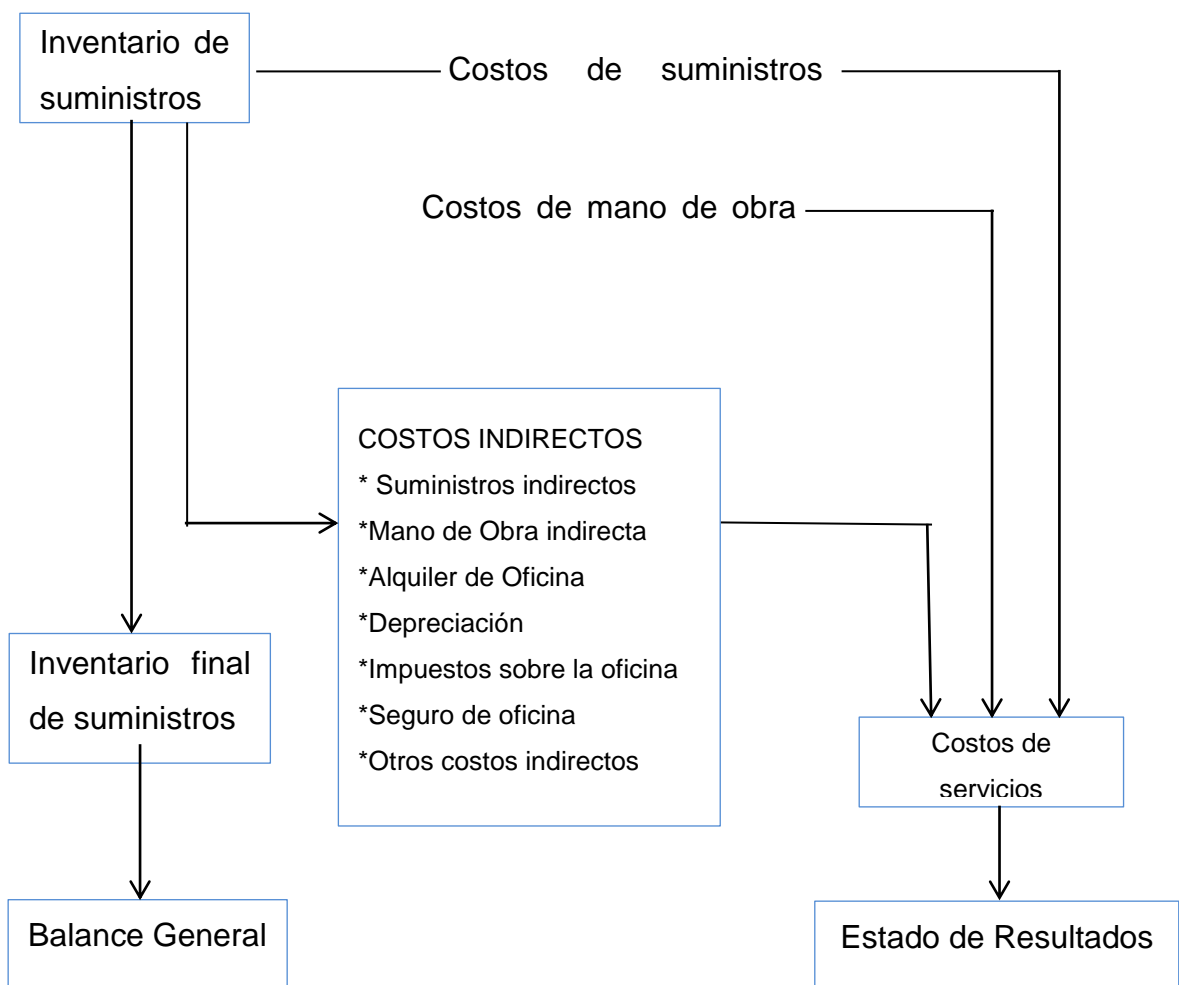 Inventario de
suministros
Costos de suministros
Costos de mano de obra
COSTOS INDIRECTOS
* Suministros indirectos
*Mano de Obra indirecta
*Alquiler de Oficina
*Depreciación
*Impuestos sobre la oficina
*Seguro de oficina
*Otros costos indirectos
Inventario final
de suministros
Costos de
servicios
Balance General
Estado de Resultados